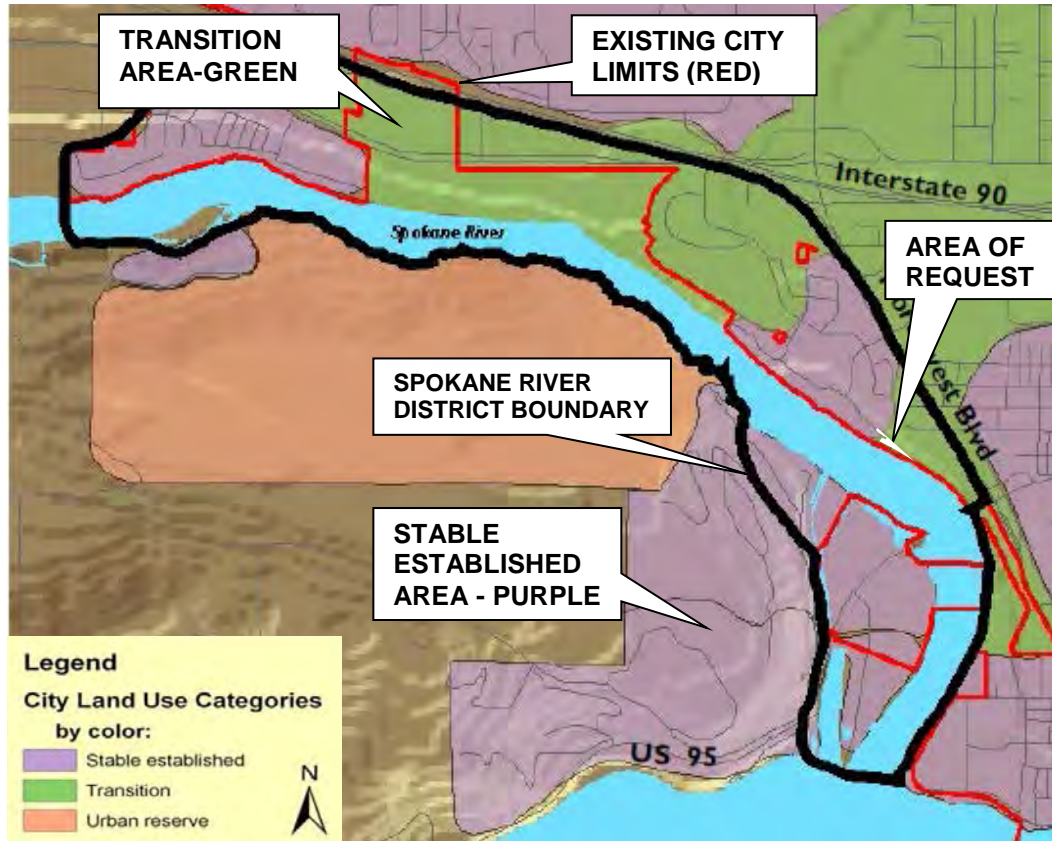 TRANSITION
AREA-GREEN
EXISTING CITY
LIMITS (RED)
Interstate 90
Spokane River
AREA OF
REQUEST
SPOKANE RIVER
DISTRICT BOUNDARY
Blvd
STABLE
ESTABLISHED
AREA - PURPLE
US 95
Legend
City Land Use Categories
by color:
Stable established
Transition
Urban reserve
N